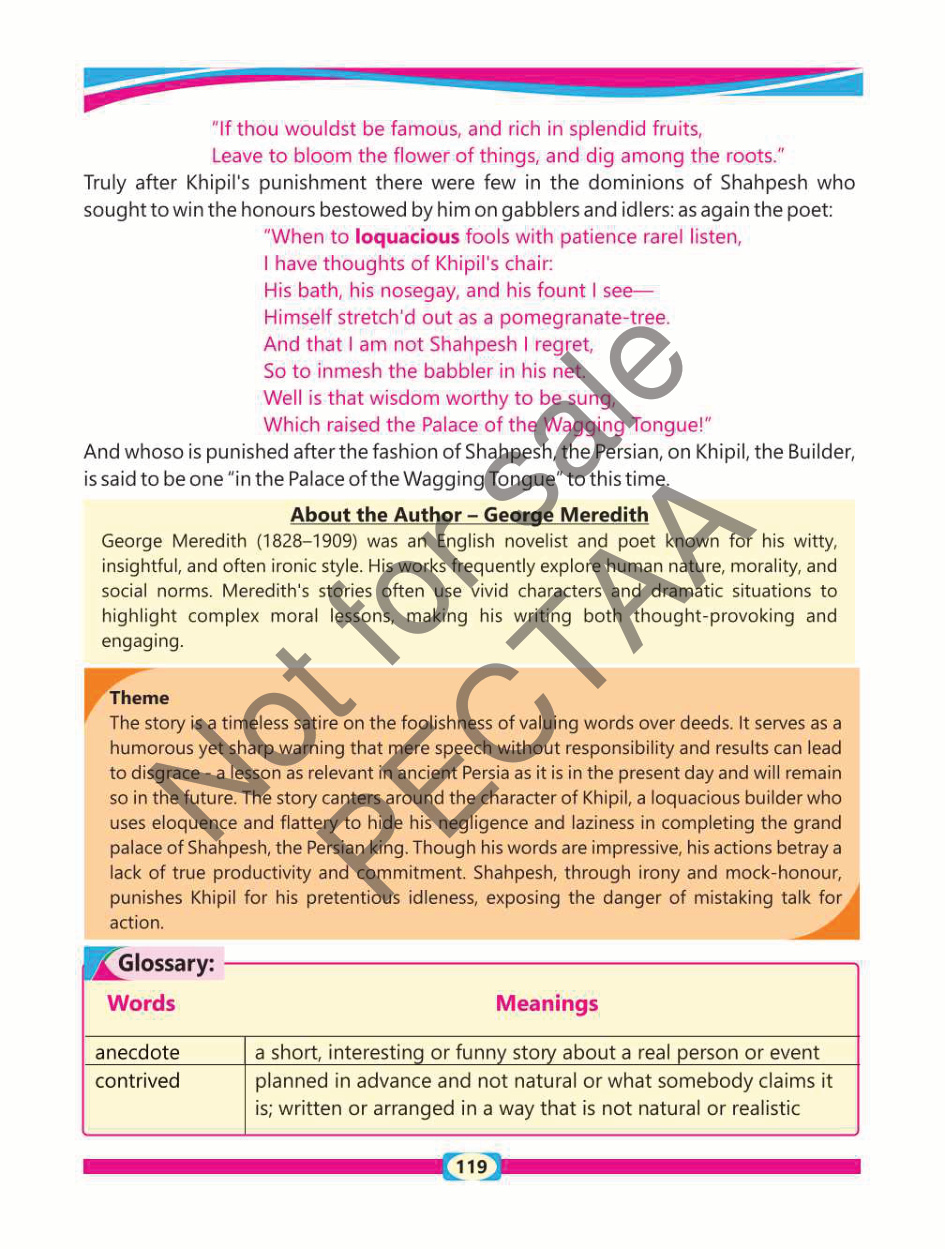 "If thou wouldst be famous, and rich in splendid fruits,
Leave to bloom the flower of things, and dig among the roots."
Truly after Khipil's punishment there were few in the dominions of Shahpesh who
sought to win the honours bestowed by him on gabblers and idlers: as again the poet:
"When to loquacious fools with patience rarel listen,
I have thoughts of Khipil's chair:
His bath, his nosegay, and his fount I see—
Himself stretch'd out as a pomegranate-tree.
And that I am not Shahpesh I regret,
So to inmesh the babbler in his net.
Well is that wisdom worthy to be sung,
Which raised the Palace of the Wagging Tongue!"
And whoso is punished after the fashion of Shahpesh, the Persian, on Khipil, the Builder,
is said to be one "in the Palace of the Wagging Tongue" to this time.
About the Author – George Meredith
George Meredith (1828–1909) was an English novelist and poet known for his witty,
insightful, and often ironic style. His works frequently explore human nature, morality, and
social norms. Meredith's stories often use vivid characters and dramatic situations to
highlight complex moral lessons, making his writing both thought-provoking and
engaging.
Theme
The story is a timeless satire on the foolishness of valuing words over deeds. It serves as a
humorous yet sharp warning that mere speech without responsibility and results can lead
to disgrace - a lesson as relevant in ancient Persia as it is in the present day and will remain
so in the future. The story canters around the character of Khipil, a loquacious builder who
uses eloquence and flattery to hide his negligence and laziness in completing the grand
palace of Shahpesh, the Persian king. Though his words are impressive, his actions betray a
lack of true productivity and commitment. Shahpesh, through irony and mock-honour,
punishes Khipil for his pretentious idleness, exposing the danger of mistaking talk for
action.
Glossary:
Words Meanings
anecdote a short, interesting or funny story about a real person or event
contrived planned in advance and not natural or what somebody claims it
is; written or arranged in a way that is not natural or realistic
119
Not for sale
PECTAA